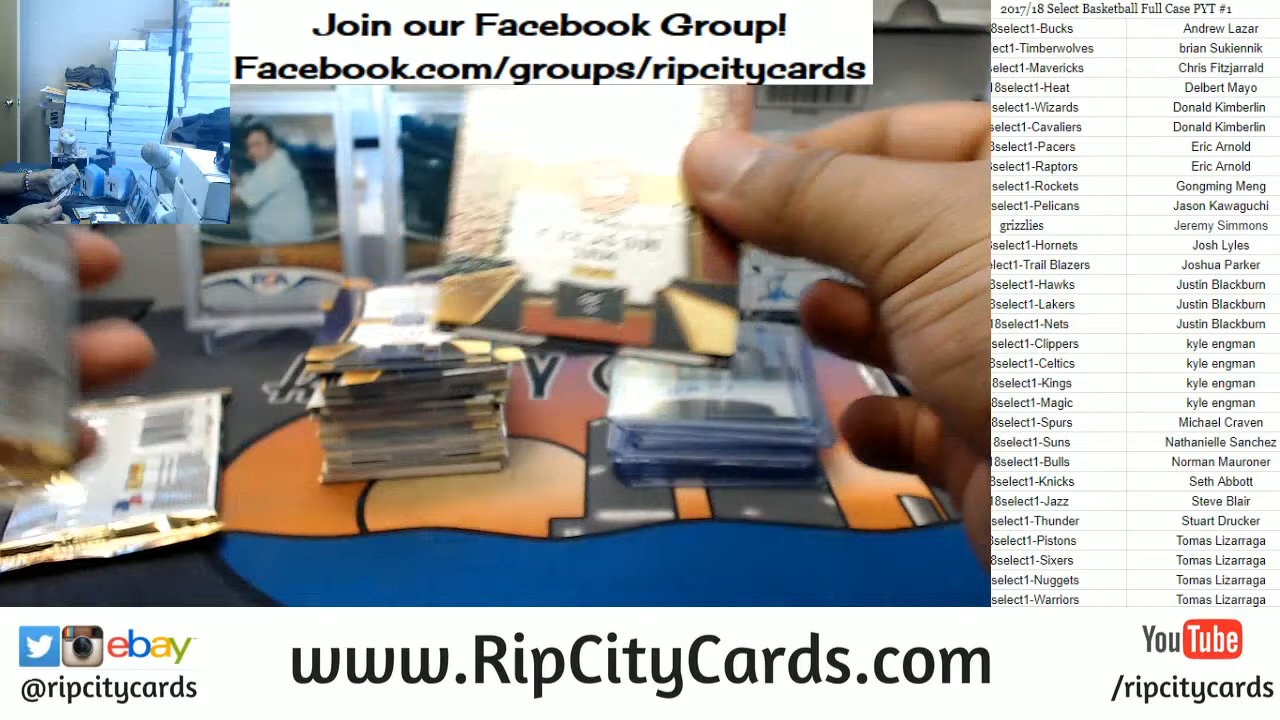 Join our Facebook Group!
Facebook.com/groups/ripcitycards
2017/18 Select Basketball Full Case PYT #1
8select1-Bucks Andrew Lazar
ect1-Timberwolves brian Sukiennik
elect1-Mavericks Chris Fitzjarrald
18select1-Heat Delbert Mayo
select1-Wizards Donald Kimberlin
select1-Cavaliers Donald Kimberlin
select1-Pacers Eric Arnold
select1-Raptors Eric Arnold
select1-Rockets Gongming Meng
select1-Pelicans Jason Kawaguchi
grizzlies Jeremy Simmons
select1-Hornets Josh Lyles
lect1-Trail Blazers Joshua Parker
8select1-Hawks Justin Blackburn
8select1-Lakers Justin Blackburn
18select1-Nets Justin Blackburn
select1-Clippers kyle engman
8select1-Celtics kyle engman
8select1-Kings kyle engman
8select1-Magic kyle engman
8select1-Spurs Michael Craven
8select1-Suns Nathanielle Sanchez
18select1-Bulls Norman Mauroner
8select1-Knicks Seth Abbott
18select1-Jazz Steve Blair
select1-Thunder Stuart Drucker
8select1-Pistons Tomas Lizarraga
8select1-Sixers Tomas Lizarraga
select1-Nuggets Tomas Lizarraga
select1-Warriors Tomas Lizarraga
Y C
ebay
@ripcitycards
www.RipCityCards.com
YouTube
/ripcitycards